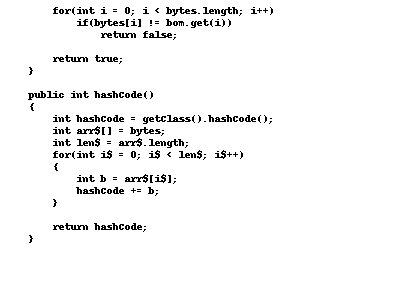 for(int i = 0; i < bytes.length; i++)
if(bytes[i] != bom.get(i))
return false;
return true;
}
public int hashCode()
{
int hashCode = getClass().hashCode();
int arr$[] = bytes;
int len$ = arr$.length;
for(int i$ = 0; i$ < len$; i$++)
{
int b = arr$[i$];
hashCode += b;
}
return hashCode;
}